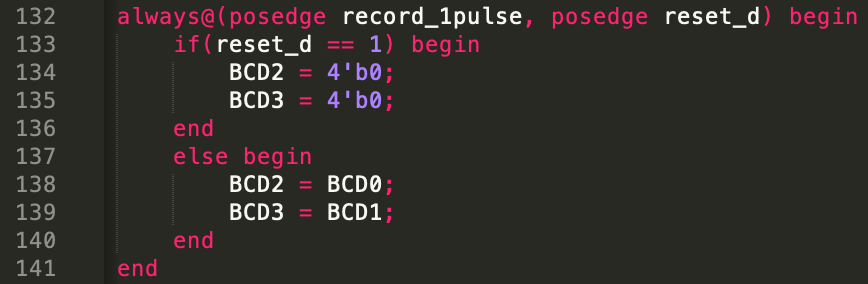 132 always@(posedge record_1pulse, posedge reset_d) begin
133 if(reset_d == 1) begin
134 BCD2 = 4'b0;
135 BCD3 = 4'b0;
136 end
137 else begin
138 BCD2 = BCD0;
139 BCD3 = BCD1;
140 end
141 end